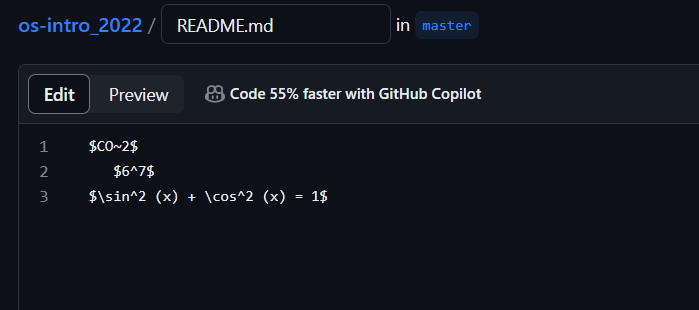 os-intro_2022 / README.md in master
Edit Preview Code 55% faster with GitHub Copilot
1 $CO~2$
2 $6^7$
3 $\sin^2 (x) + \cos^2 (x) = 1$